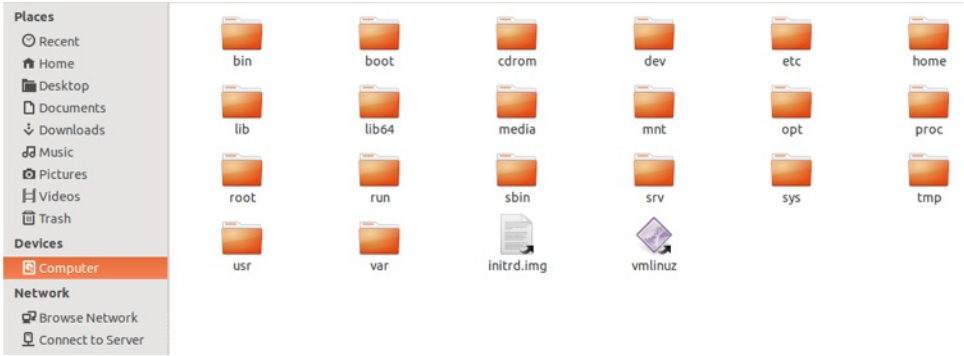 Places
Recent
Home
Desktop
Documents
Downloads
Music
Pictures
Videos
Trash
Devices
Computer
Network
Browse Network
Connect to Server
bin boot cdrom dev etc home
lib lib64 media mnt opt proc
root run sbin srv sys tmp
usr var initrd.img vmlinuz